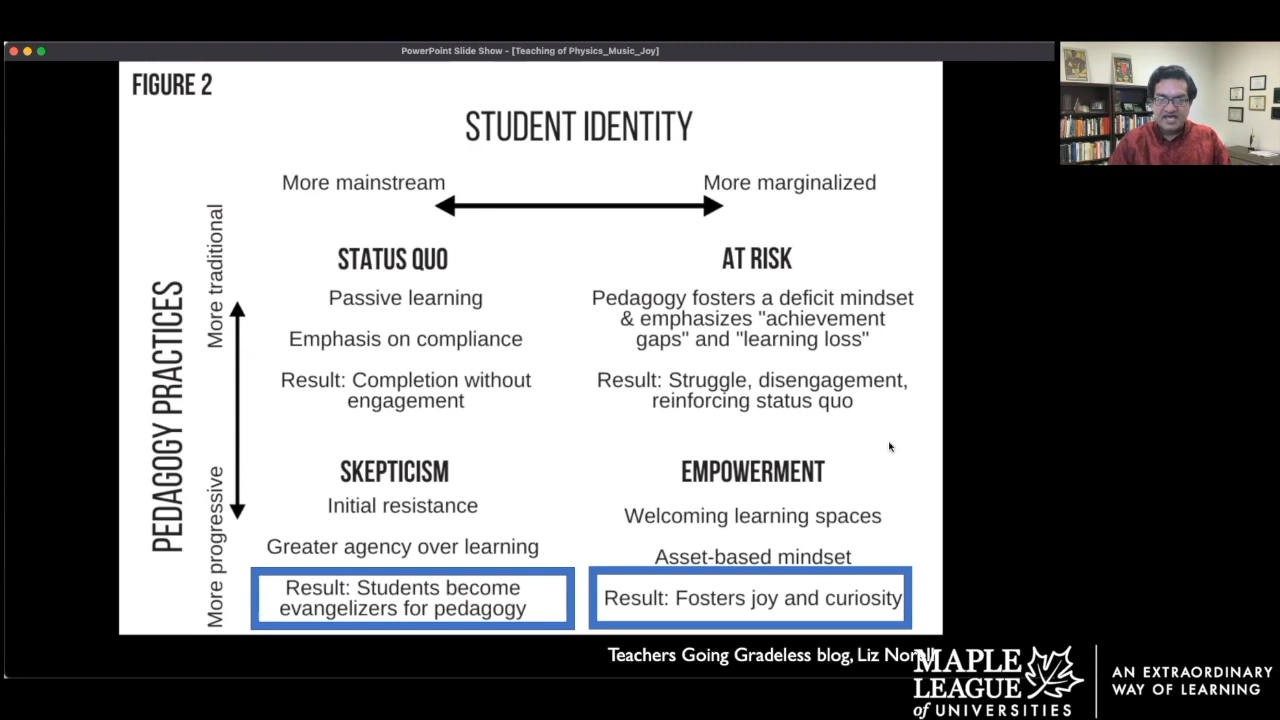 PowerPoint Slide Show - [Teaching of Physics_Music_Joy]
FIGURE 2
STUDENT IDENTITY
More mainstream
More marginalized
PEDAGOGY PRACTICES
More traditional
More progressive
STATUS QUO
Passive learning
Emphasis on compliance
Result: Completion without
engagement
AT RISK
Pedagogy fosters a deficit mindset
& emphasizes "achievement
gaps" and "learning loss"
Result: Struggle, disengagement,
reinforcing status quo
SKEPTICISM
Initial resistance
Greater agency over learning
Result: Students become
evangelizers for pedagogy
EMPOWERMENT
Welcoming learning spaces
Asset-based mindset
Result: Fosters joy and curiosity
Teachers Going Gradeless blog, Liz
MAPLE
LEAGUE
of UNIVERSITIES
AN EXTRAORDINARY
WAY OF LEARNING